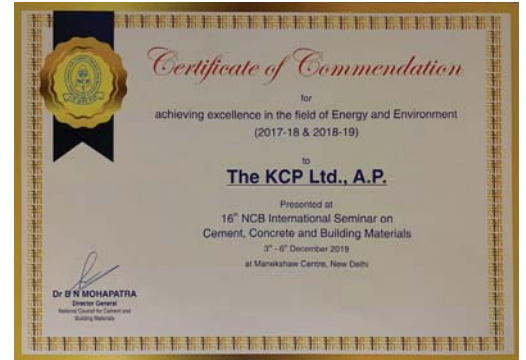 Certificate of Commendation
for
achieving excellence in the field of Energy and Environment
(2017-18 & 2018-19)
to
The KCP Ltd., A.P.
Presented at
16th NCB International Seminar on
Cement, Concrete and Building Materials
3rd - 6th December 2019
at Manekshaw Centre, New Delhi
Dr B N MOHAPATRA
Director General
National Council for Cement and
Building Materials